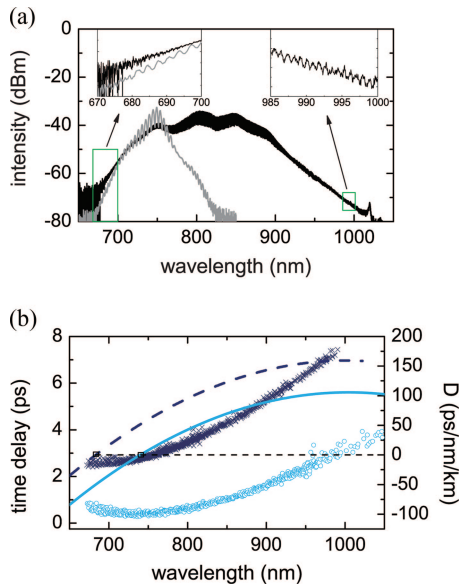 (a)
0
-20
-40
-60
-80
intensity (dBm)
670 680 690 700
985 990 995 1000
700 800 900 1000
wavelength (nm)
(b)
8
6
4
2
0
time delay (ps)
200
150
100
50
0
-50
-100
D (ps/nm/km)
700 800 900 1000
wavelength (nm)